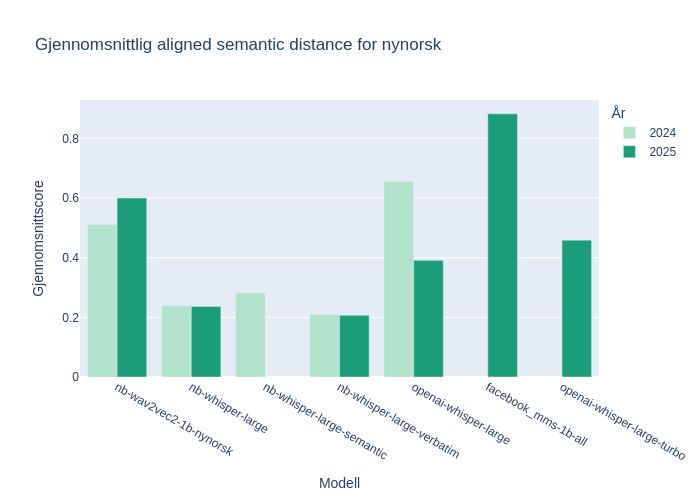 Gjennomsnittlig aligned semantic distance for nynorsk
År
2024
2025
Gjennomsnittscore
0.8
0.6
0.4
0.2
0
nb-wav2vec2-1b-nynorsk
nb-whisper-large
nb-whisper-large-semantic
nb-whisper-large-verbatim
openai-whisper-large
facebook_mms-1b-all
openai-whisper-large-turbo
Modell